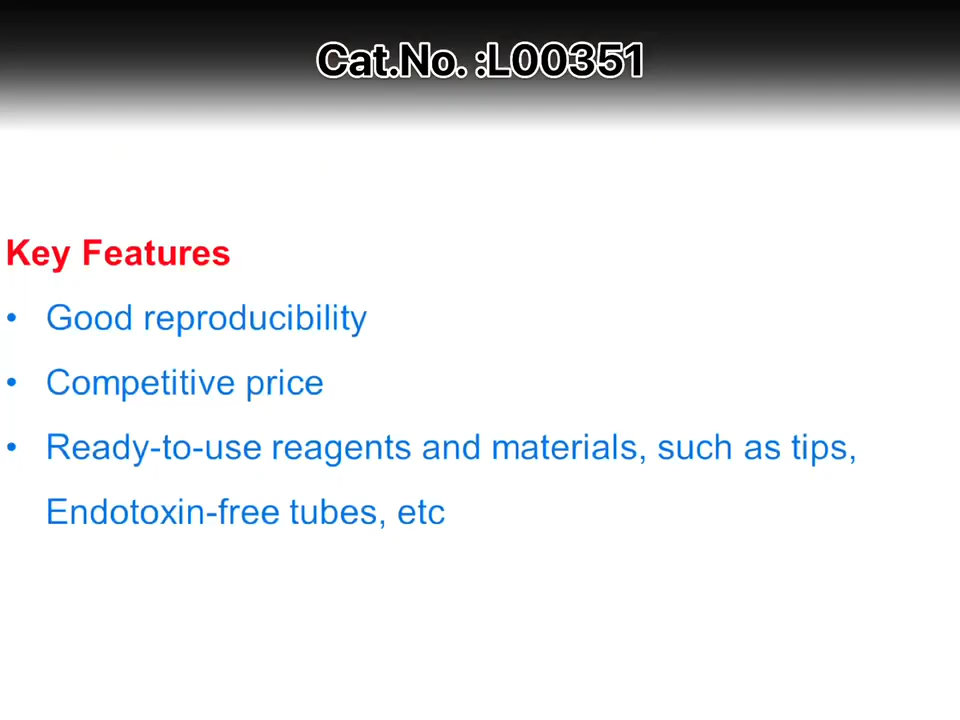 Cat.No. :L00351
Key Features
• Good reproducibility
• Competitive price
• Ready-to-use reagents and materials, such as tips,
Endotoxin-free tubes, etc